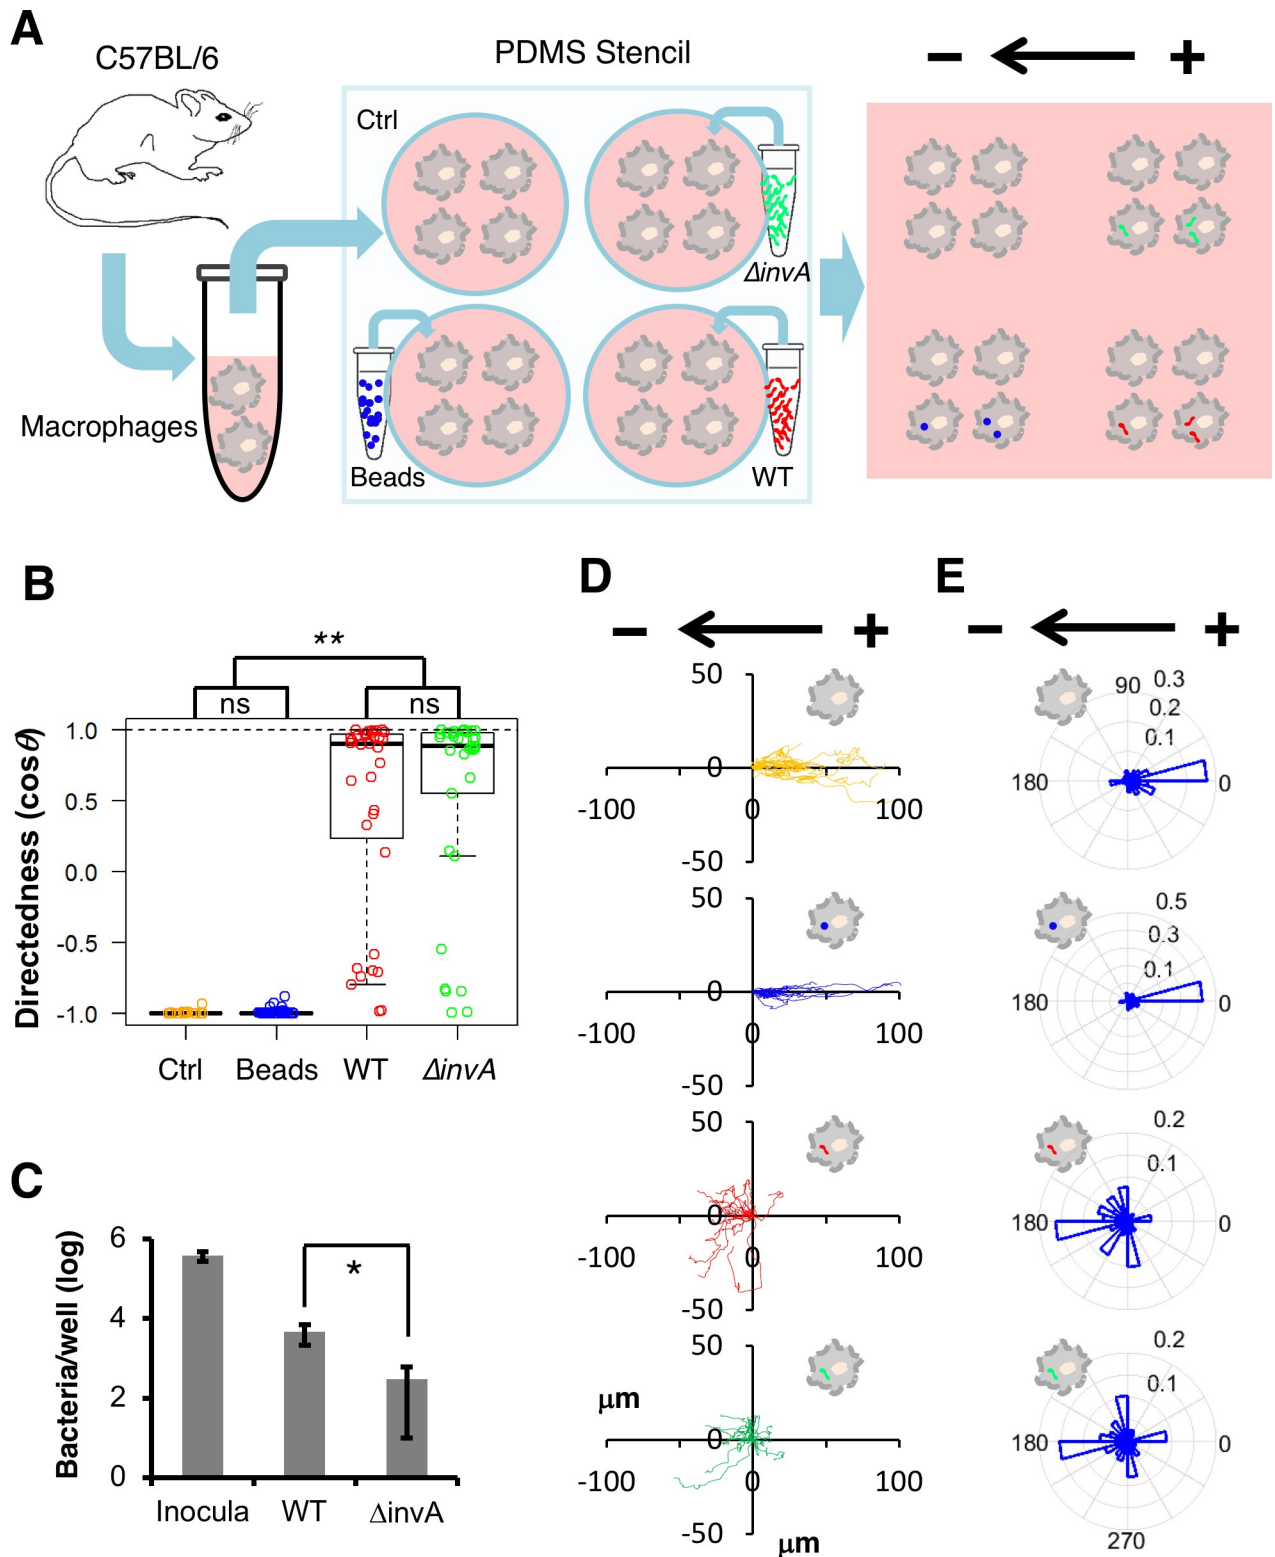 A
C57BL/6
PDMS Stencil
− +
Ctrl
ΔinvA
Macrophages
Beads
WT
B
**
ns ns
Directedness (cosθ)
1.0
0.5
0.0
-0.5
-1.0
Ctrl Beads WT ΔinvA
C
Bacteria/well (log)
6
4
2
0
*
Inocula WT ΔinvA
D
− +
50
0
-100 0 100
-50
50
0
-100 0 100
-50
50
0
-100 0 100
-50
50
μm
0
-100 0 100
-50
μm
E
− +
90 0.3
0.2
0.1
180 0
0.5
0.3
0.1
180 0
0.2
0.1
180 0
0.2
0.1
180 0
270